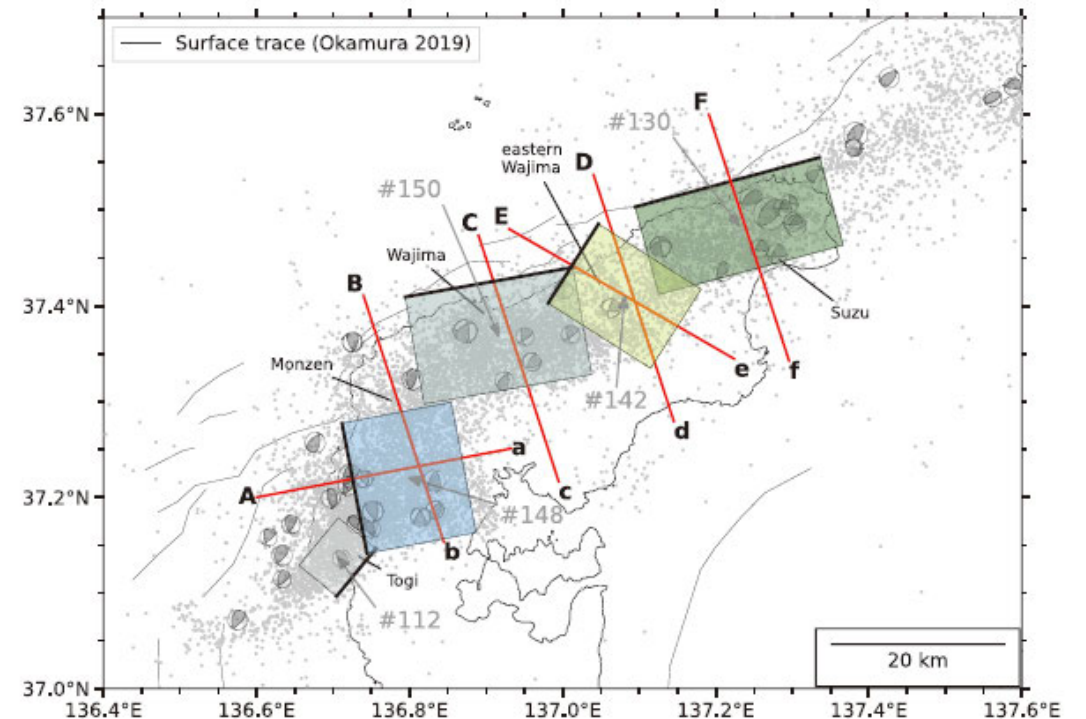 Surface trace (Okamura 2019)
37.6°N
37.4°N
37.2°N
37.0°N
F
#130
eastern
Wajima
D
#150
C
E
Wajima
B
Suzu
Monzen
e
f
#142
d
a
A
c
#148
b
Togi
#112
20 km
136.4°E
136.6°E
136.8°E
137.0°E
137.2°E
137.4°E
137.6°E